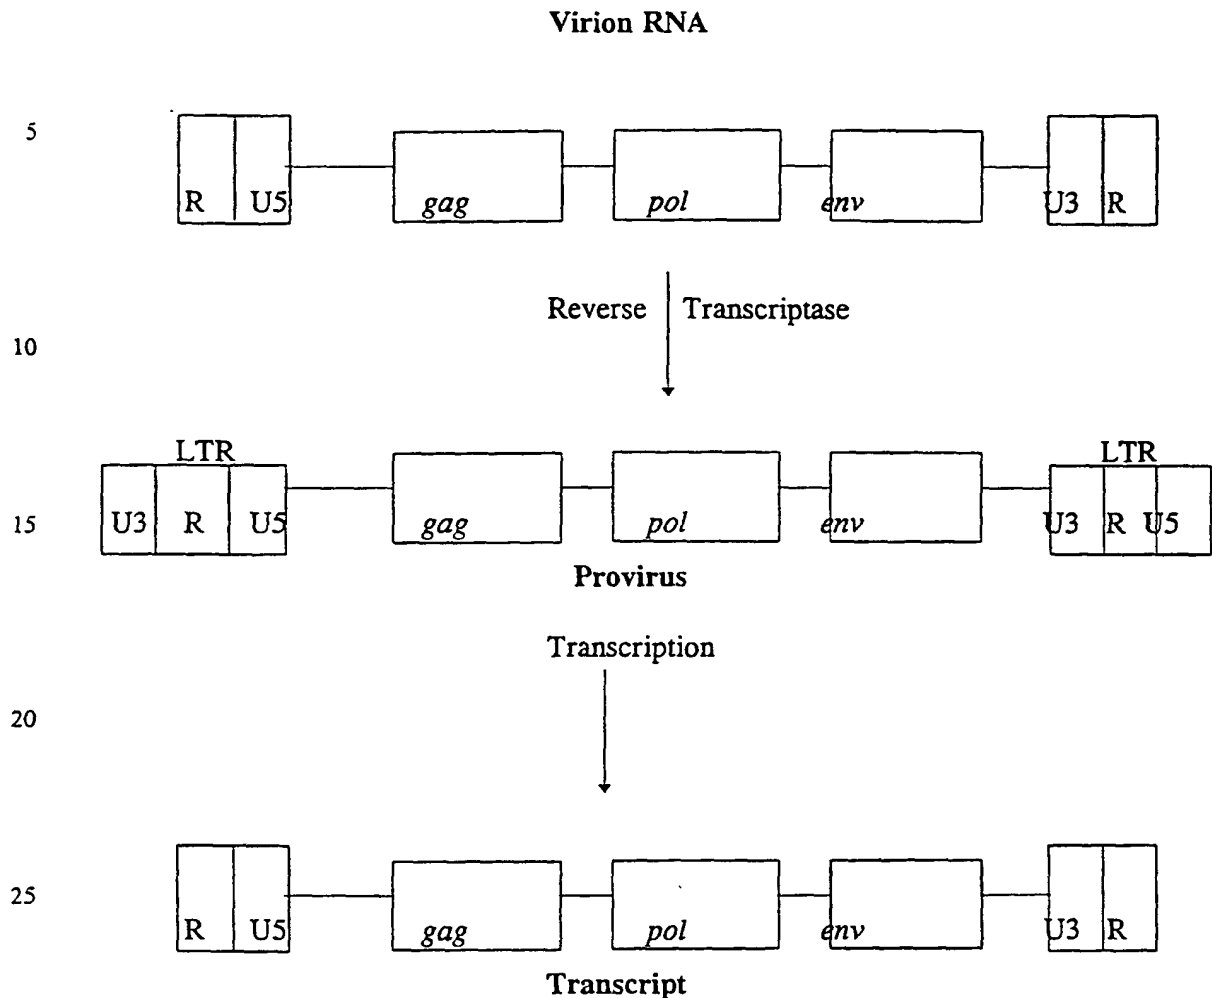 Virion RNA
5
R U5 gag pol env U3 R
Reverse Transcriptase
10
LTR LTR
15 U3 R U5 gag pol env U3 R U5
Provirus
Transcription
20
25
R U5 gag pol env U3 R
Transcript